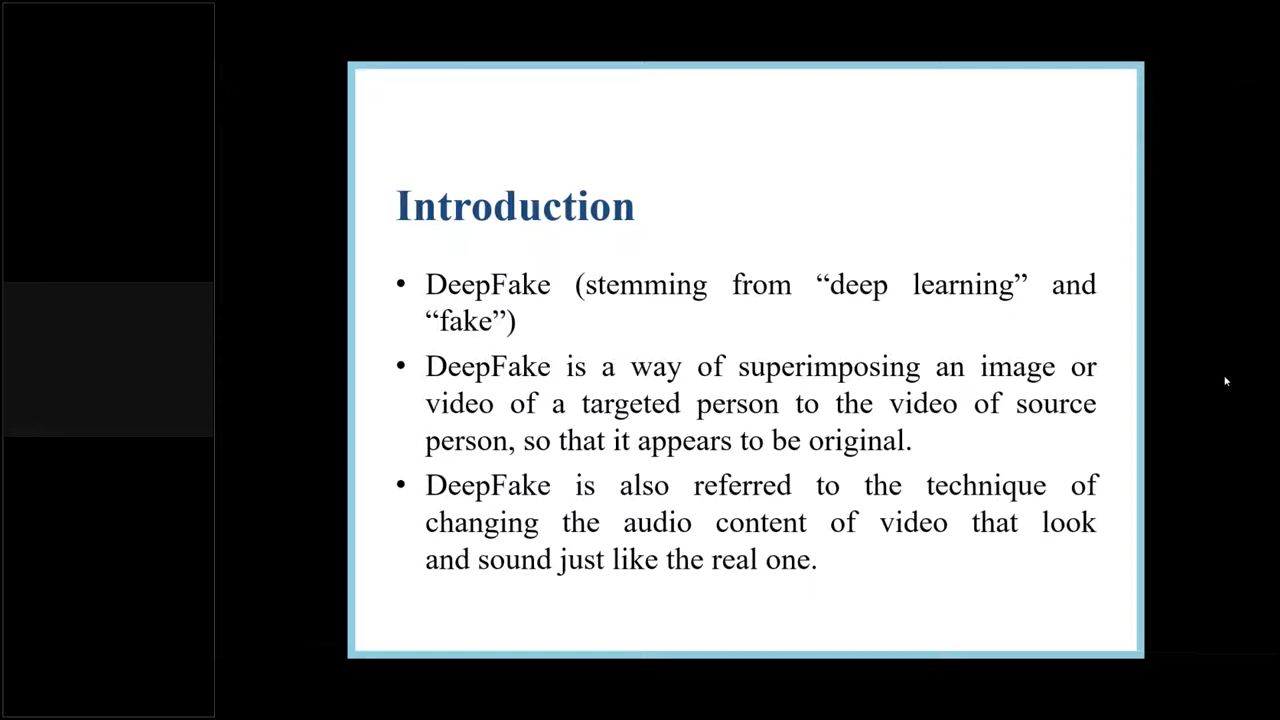 Introduction
• DeepFake (stemming from “deep learning” and
“fake”)
• DeepFake is a way of superimposing an image or
video of a targeted person to the video of source
person, so that it appears to be original.
• DeepFake is also referred to the technique of
changing the audio content of video that look
and sound just like the real one.